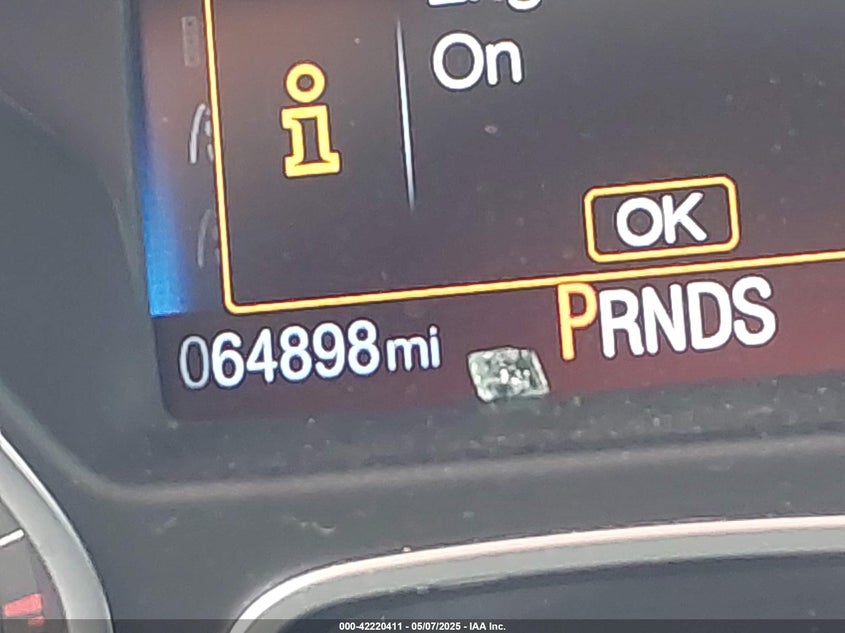 On
OK
PRNDS
064898mi
000-42220411 - 05/07/2025 - IAA Inc.